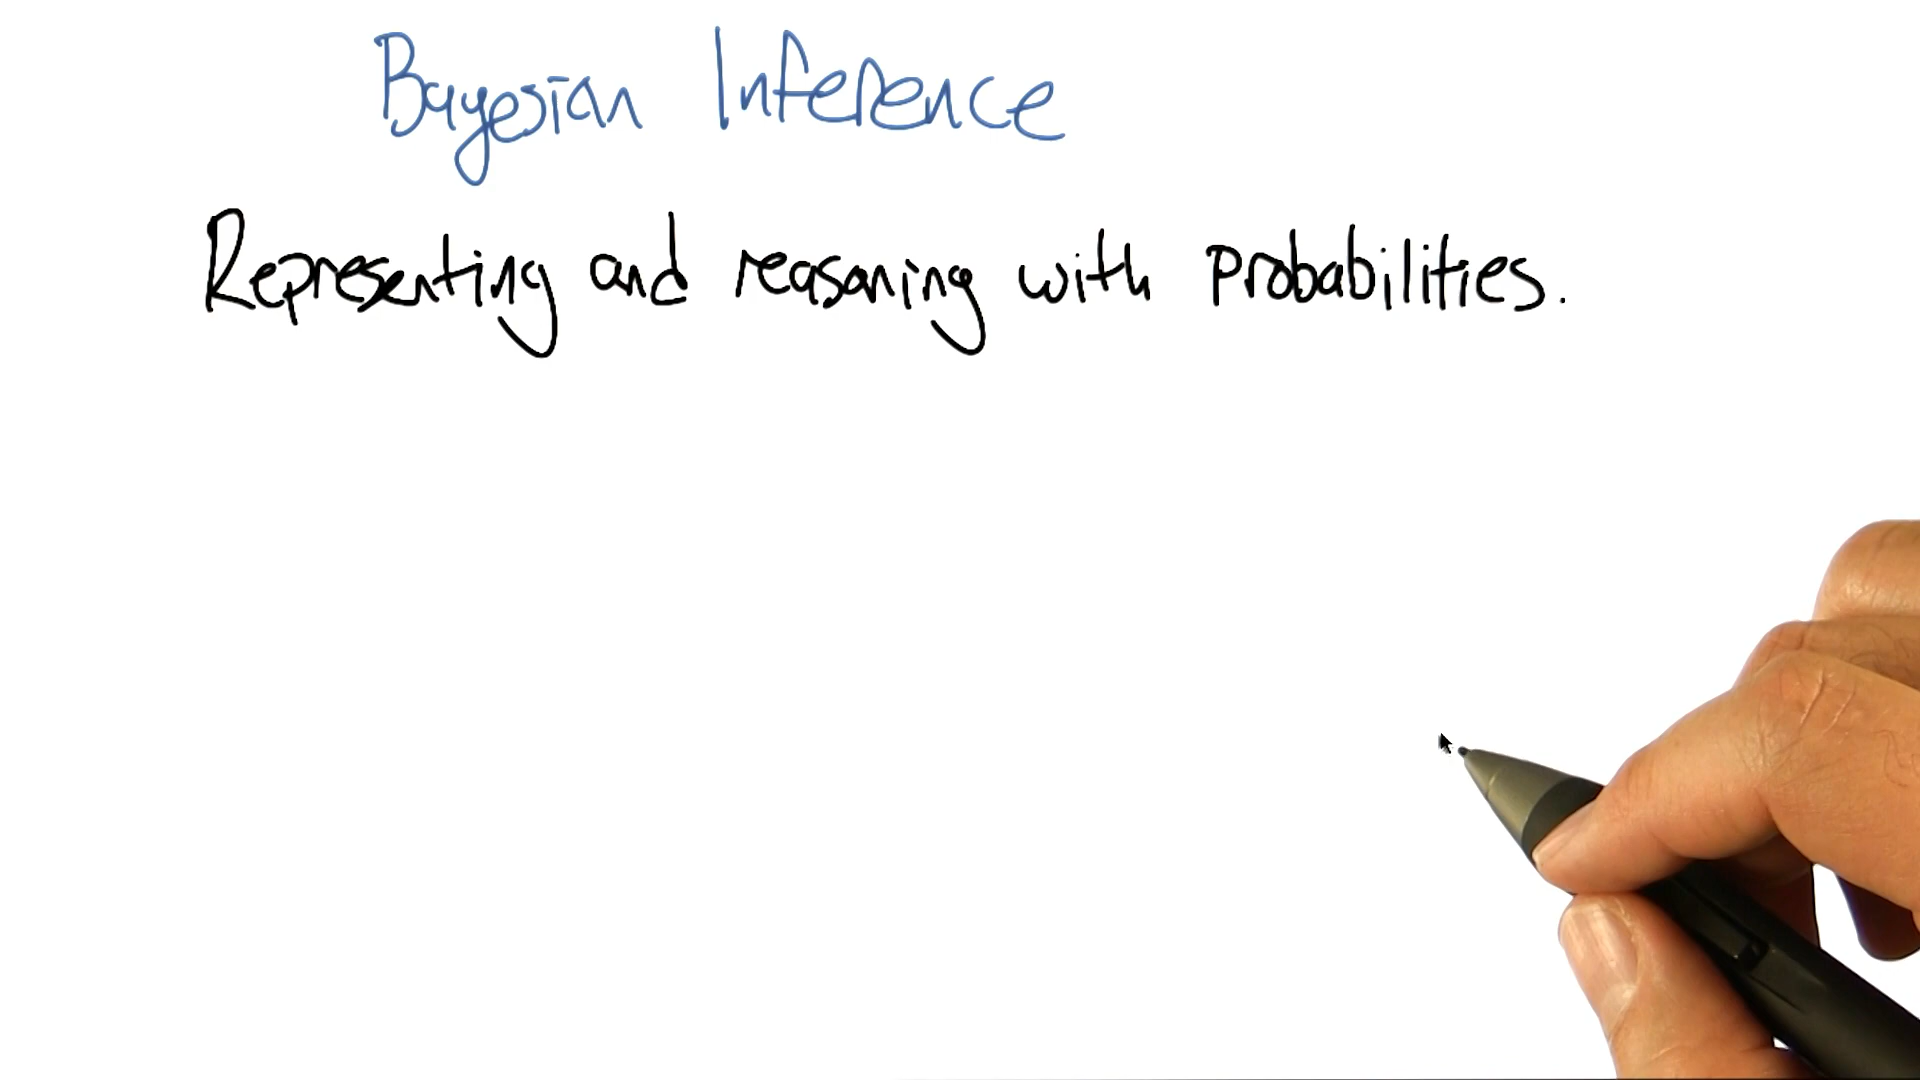 Bayesian Inference
Representing and reasoning with probabilities.